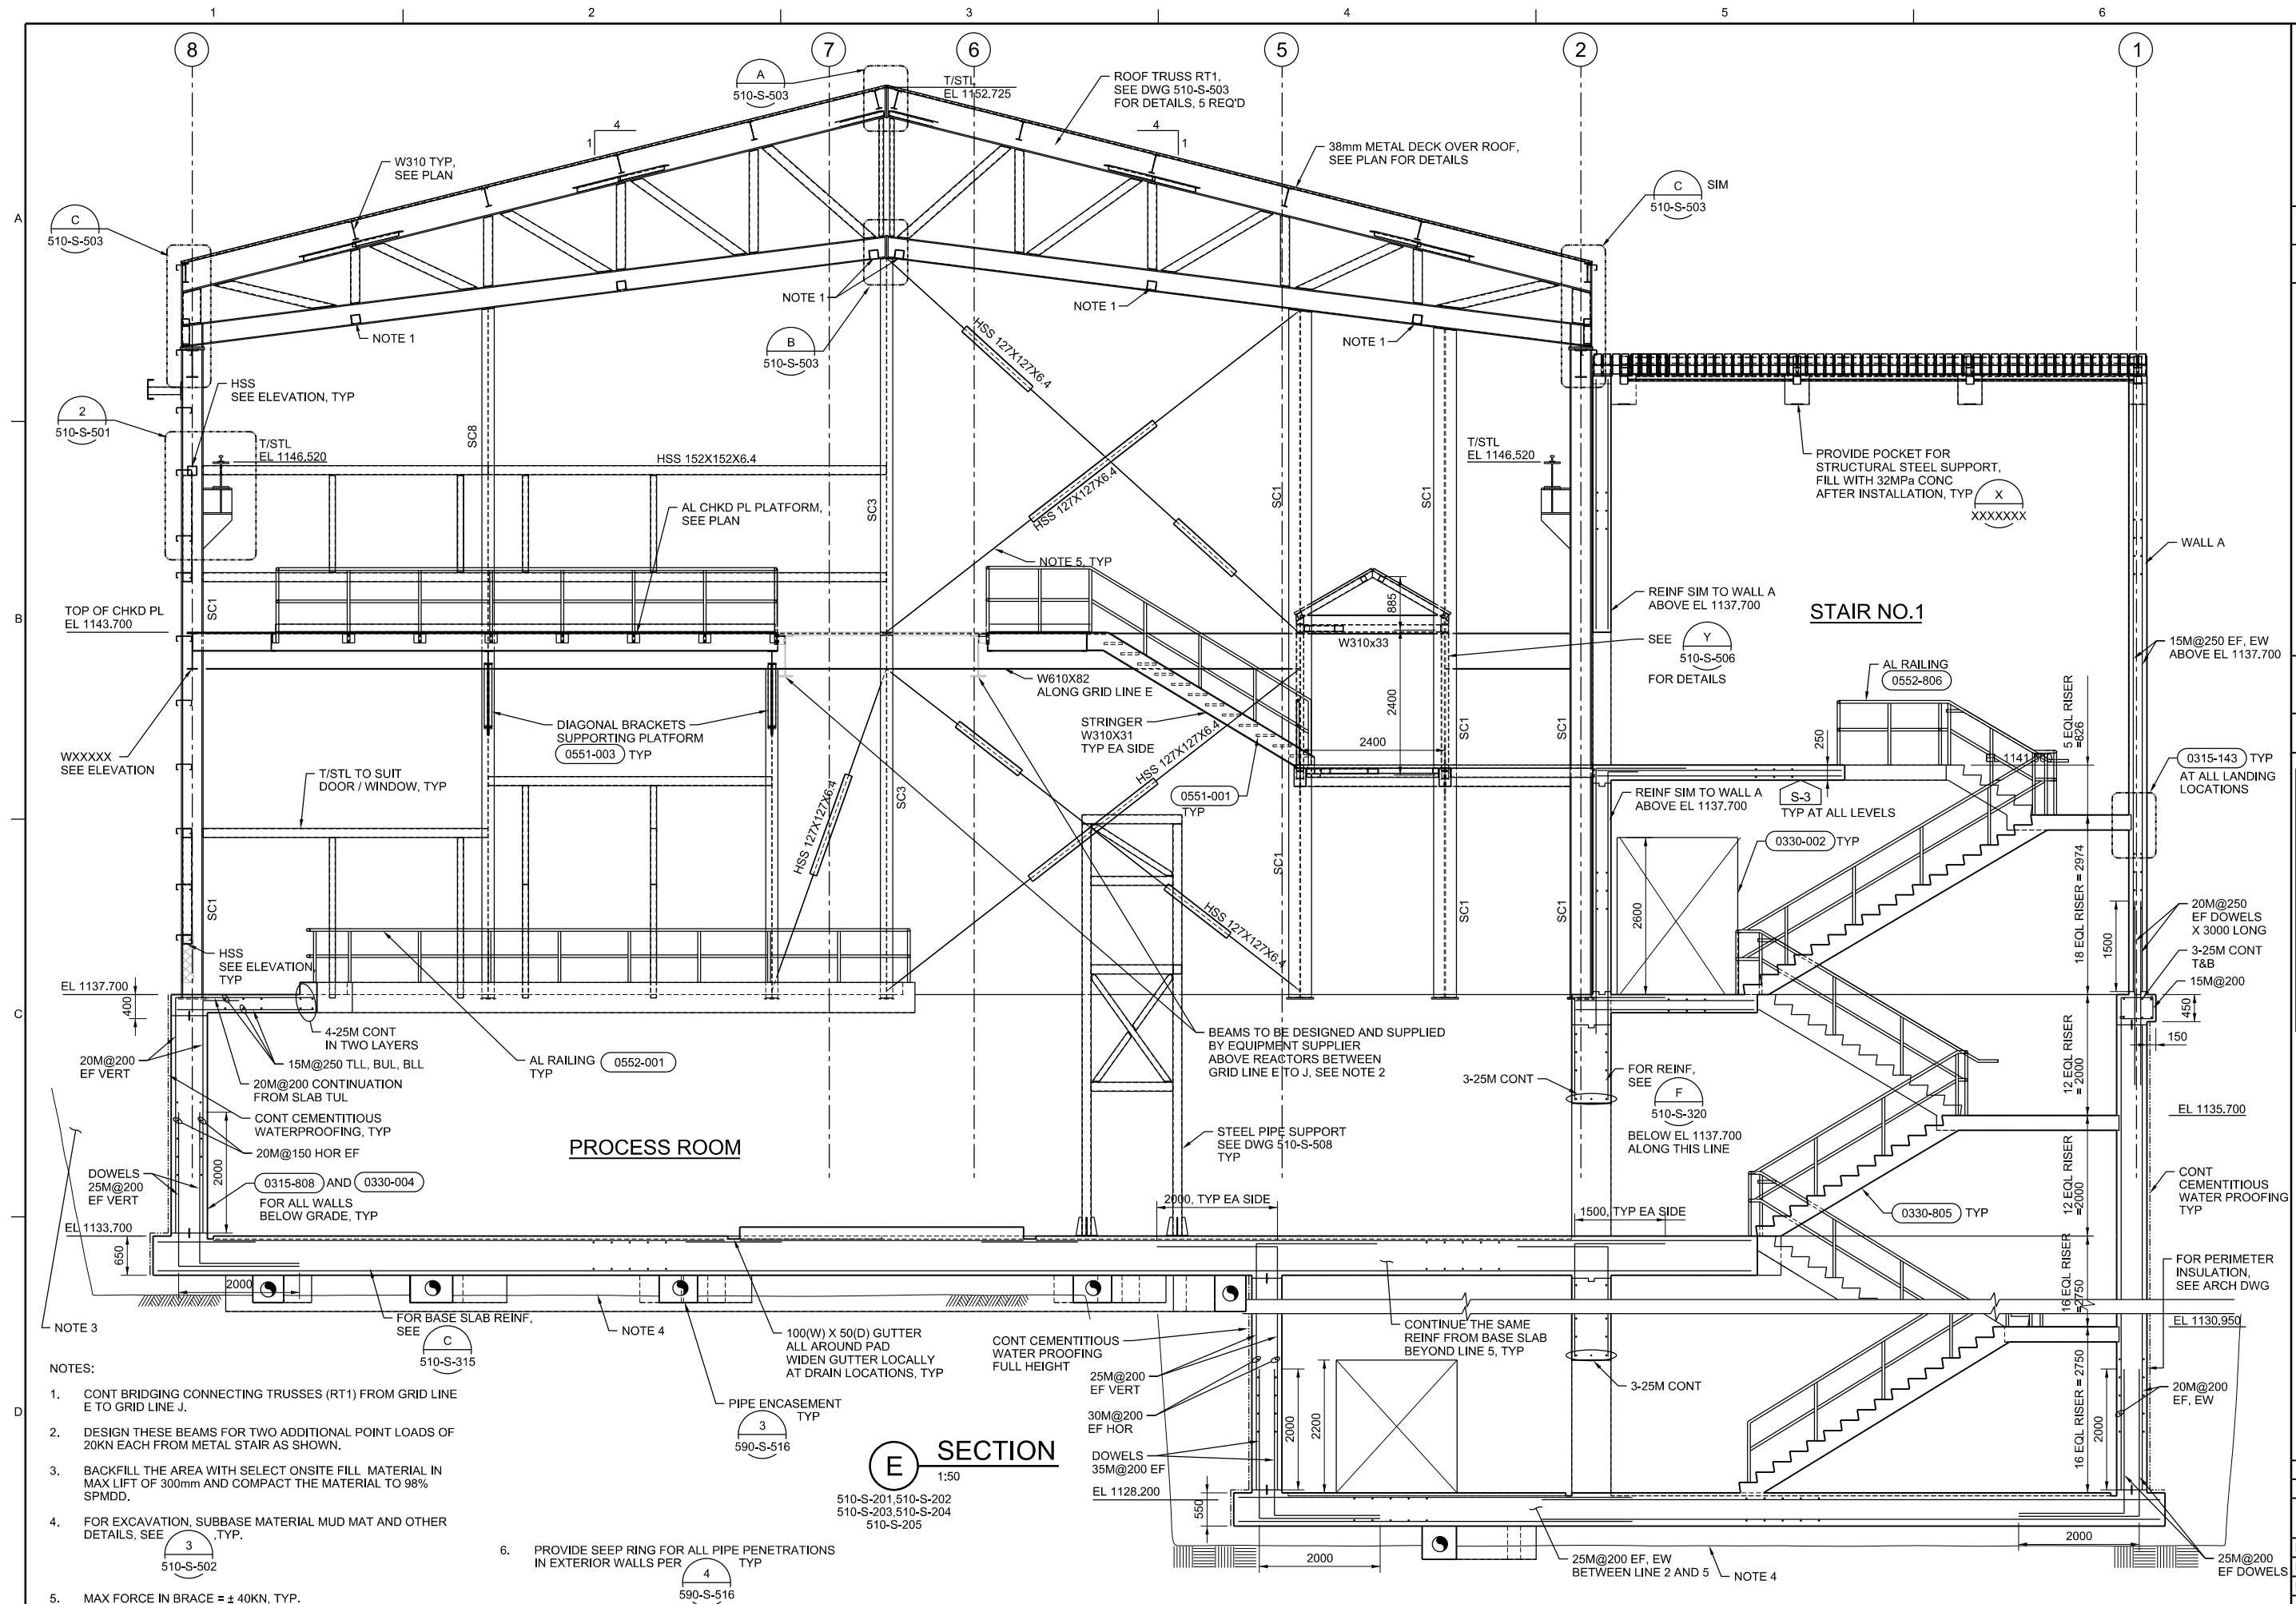 1
2
3
4
5
6
8
7
6
5
2
1
A
B
C
D
A
510-S-503
T/STL
EL 1152.725
ROOF TRUSS RT1,
SEE DWG 510-S-503
FOR DETAILS, 5 REQ'D
4
1
4
1
W310 TYP,
SEE PLAN
38mm METAL DECK OVER ROOF,
SEE PLAN FOR DETAILS
C
510-S-503
C
SIM
510-S-503
NOTE 1
NOTE 1
NOTE 1
NOTE 1
B
510-S-503
HSS 127X127X6.4
HSS
SEE ELEVATION, TYP
2
510-S-501
T/STL
EL 1146.520
SC8
HSS 152X152X6.4
SC3
HSS 127X127X6.4
SC1
SC1
T/STL
EL 1146.520
PROVIDE POCKET FOR
STRUCTURAL STEEL SUPPORT,
FILL WITH 32MPa CONC
AFTER INSTALLATION, TYP
X
XXXXXXX
AL CHKD PL PLATFORM,
SEE PLAN
NOTE 5, TYP
WALL A
TOP OF CHKD PL
EL 1143.700
SC1
885
W310x33
REINF SIM TO WALL A
ABOVE EL 1137.700
STAIR NO.1
SEE
Y
510-S-506
FOR DETAILS
15M@250 EF, EW
ABOVE EL 1137.700
AL RAILING
0552-806
W610X82
ALONG GRID LINE E
DIAGONAL BRACKETS
SUPPORTING PLATFORM
0551-003
TYP
STRINGER
W310X31
TYP EA SIDE
2400
2400
SC1
SC1
250
5 EQL RISER
=826
WXXXXX
SEE ELEVATION
T/STL TO SUIT
DOOR / WINDOW, TYP
HSS 127X127X6.4
SC3
HSS 127X127X6.4
0551-001
TYP
REINF SIM TO WALL A
ABOVE EL 1137.700
S-3
TYP AT ALL LEVELS
0315-143
TYP
AT ALL LANDING
LOCATIONS
0330-002
TYP
SC1
SC1
SC1
SC1
HSS 127X127X6.4
2600
18 EQL RISER = 2974
1500
20M@250
EF DOWELS
X 3000 LONG
3-25M CONT
T&B
15M@200
450
150
HSS
SEE ELEVATION,
TYP
EL 1137.700
400
4-25M CONT
IN TWO LAYERS
15M@250 TLL, BUL, BLL
20M@200
EF VERT
20M@200 CONTINUATION
FROM SLAB TUL
AL RAILING
TYP
0552-001
BEAMS TO BE DESIGNED AND SUPPLIED
BY EQUIPMENT SUPPLIER
ABOVE REACTORS BETWEEN
GRID LINE E TO J, SEE NOTE 2
3-25M CONT
FOR REINF,
SEE
F
510-S-320
BELOW EL 1137.700
ALONG THIS LINE
12 EQL RISER
= 2000
EL 1135.700
CONT CEMENTITIOUS
WATERPROOFING, TYP
20M@150 HOR EF
2000
PROCESS ROOM
STEEL PIPE SUPPORT
SEE DWG 510-S-508
TYP
DOWELS
25M@200
EF VERT
0315-808
AND
0330-004
FOR ALL WALLS
BELOW GRADE, TYP
EL 1133.700
650
2000, TYP EA SIDE
1500, TYP EA SIDE
12 EQL RISER
=2000
0330-805
TYP
CONT
CEMENTITIOUS
WATER PROOFING
TYP
2000
NOTE 3
FOR BASE SLAB REINF,
SEE
C
510-S-315
NOTE 4
100(W) X 50(D) GUTTER
ALL AROUND PAD
WIDEN GUTTER LOCALLY
AT DRAIN LOCATIONS, TYP
CONT CEMENTITIOUS
WATER PROOFING
FULL HEIGHT
CONTINUE THE SAME
REINF FROM BASE SLAB
BEYOND LINE 5, TYP
16 EQL RISER
=2750
FOR PERIMETER
INSULATION,
SEE ARCH DWG
EL 1130.950
PIPE ENCASEMENT
TYP
3
590-S-516
25M@200
EF VERT
30M@200
EF HOR
DOWELS
35M@200 EF
EL 1128.200
550
2000
2200
3-25M CONT
16 EQL RISER = 2750
2000
20M@200
EF, EW
2000
25M@200 EF, EW
BETWEEN LINE 2 AND 5
NOTE 4
2000
25M@200
EF DOWELS
E
SECTION
1:50
510-S-201,510-S-202
510-S-203,510-S-204
510-S-205
NOTES:
1. CONT BRIDGING CONNECTING TRUSSES (RT1) FROM GRID LINE
E TO GRID LINE J.
2. DESIGN THESE BEAMS FOR TWO ADDITIONAL POINT LOADS OF
20KN EACH FROM METAL STAIR AS SHOWN.
3. BACKFILL THE AREA WITH SELECT ONSITE FILL MATERIAL IN
MAX LIFT OF 300mm AND COMPACT THE MATERIAL TO 98%
SPMDD.
4. FOR EXCAVATION, SUBBASE MATERIAL MUD MAT AND OTHER
DETAILS, SEE
3
510-S-502
,TYP.
5. MAX FORCE IN BRACE = ± 40KN, TYP.
6. PROVIDE SEEP RING FOR ALL PIPE PENETRATIONS
IN EXTERIOR WALLS PER
4
590-S-516
TYP